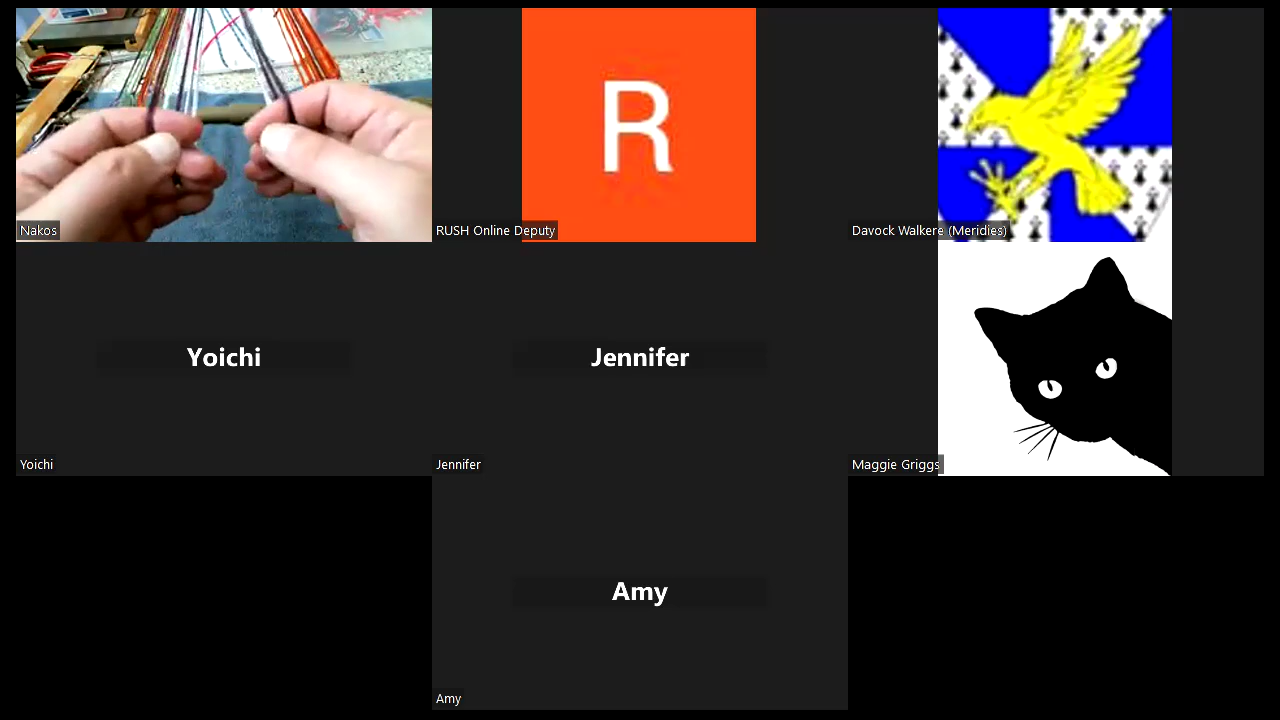 R
Nakos
RUSH Online Deputy
Davock Walkere (Meridies)
Yoichi
Jennifer
Yoichi
Jennifer
Maggie Griggs
Amy
Amy